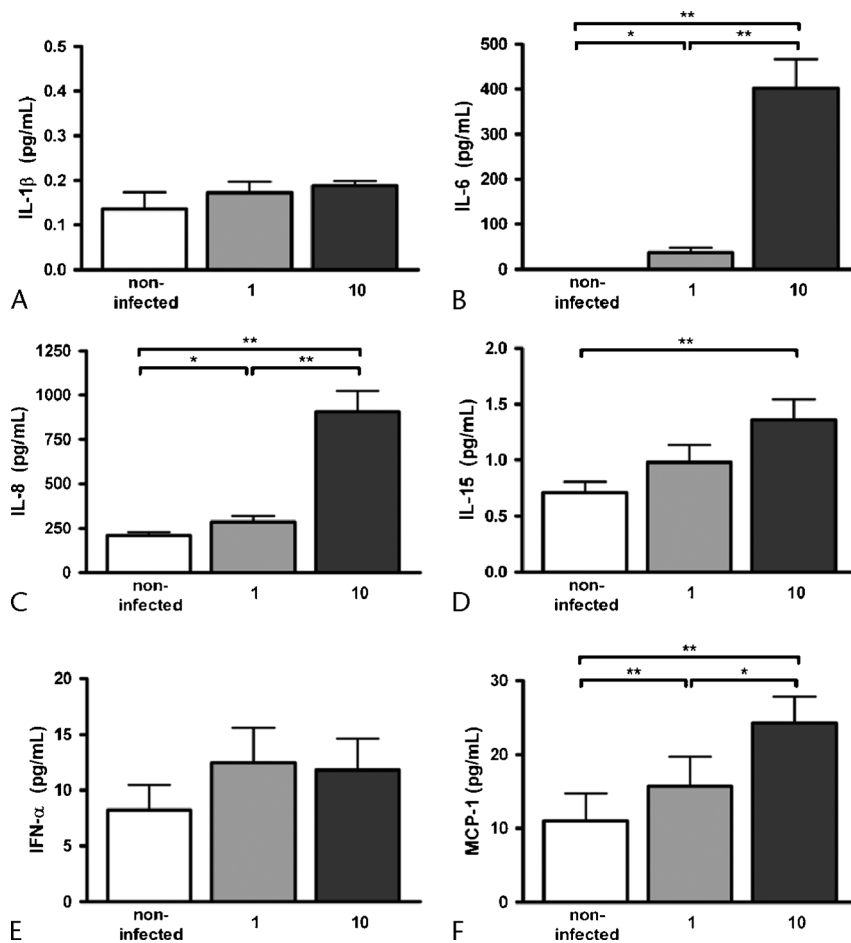 0.5
0.4
0.3
0.2
0.1
0.0
IL-1β (pg/mL)
non-
infected
1
10
A
**
*
**
500
400
300
200
100
0
IL-6 (pg/mL)
non-
infected
1
10
B
**
*
**
1250
1000
750
500
250
0
IL-8 (pg/mL)
non-
infected
1
10
C
**
2.0
1.5
1.0
0.5
0.0
IL-15 (pg/mL)
non-
infected
1
10
D
20
15
10
5
0
IFN-α (pg/mL)
non-
infected
1
10
E
**
**
*
30
20
10
0
MCP-1 (pg/mL)
non-
infected
1
10
F